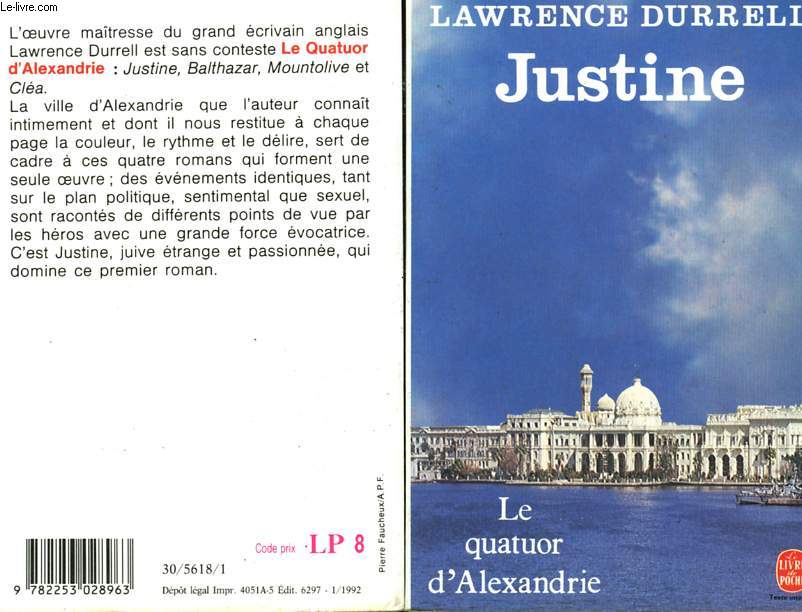 Le-livre.com
L'œuvre maîtresse du grand écrivain anglais
Lawrence Durrell est sans conteste Le Quatuor
d'Alexandrie : Justine, Balthazar, Mountolive et
Cléa.
La ville d'Alexandrie que l'auteur connaît
intimement et dont il nous restitue à chaque
page la couleur, le rythme et le délire, sert de
cadre à ces quatre romans qui forment une
seule œuvre ; des événements identiques, tant
sur le plan politique, sentimental que sexuel,
sont racontés de différents points de vue par
les héros avec une grande force évocatrice.
C'est Justine, juive étrange et passionnée, qui
domine ce premier roman.
Pierre Faucheux/A.P.F.
9 782253 028963
Code prix LP 8
30/5618/1
Dépôt légal Impr. 4051A-5 Édit. 6297 - 1/1992
LAWRENCE DURRELL
Justine
Le
quatuor
d'Alexandrie
Le
LIVRE
de
POCHE
Texte